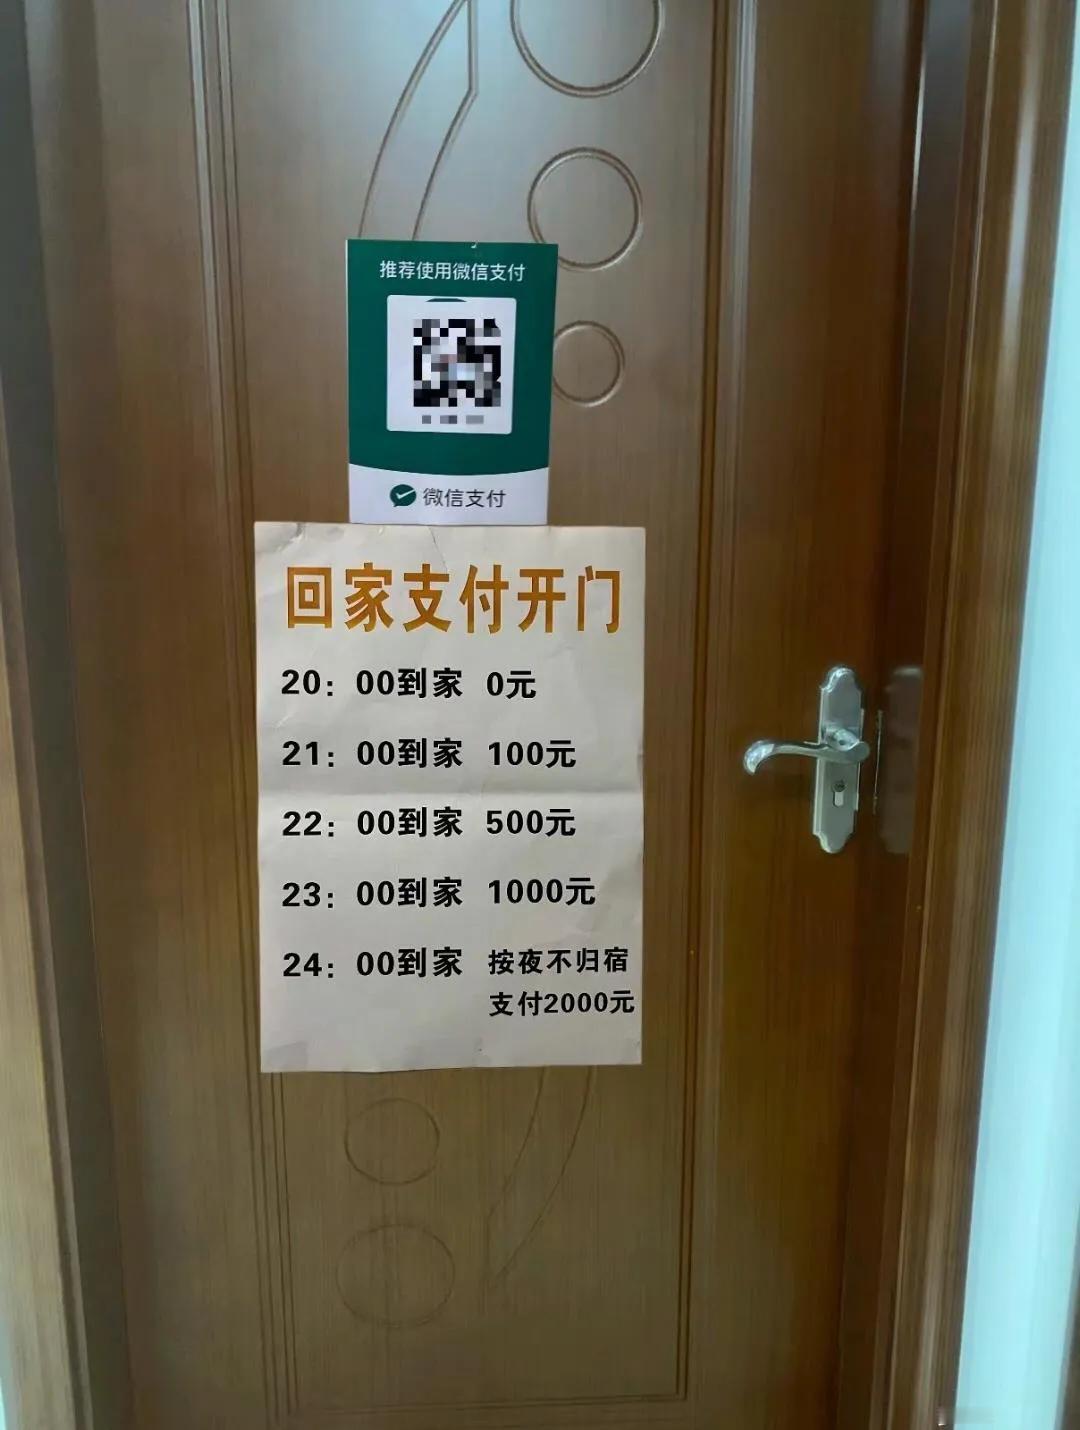 推荐使用微信支付
微信支付
回家支付开门
20：00到家 0元
21：00到家 100元
22：00到家 500元
23：00到家 1000元
24：00到家 按夜不归宿
支付2000元